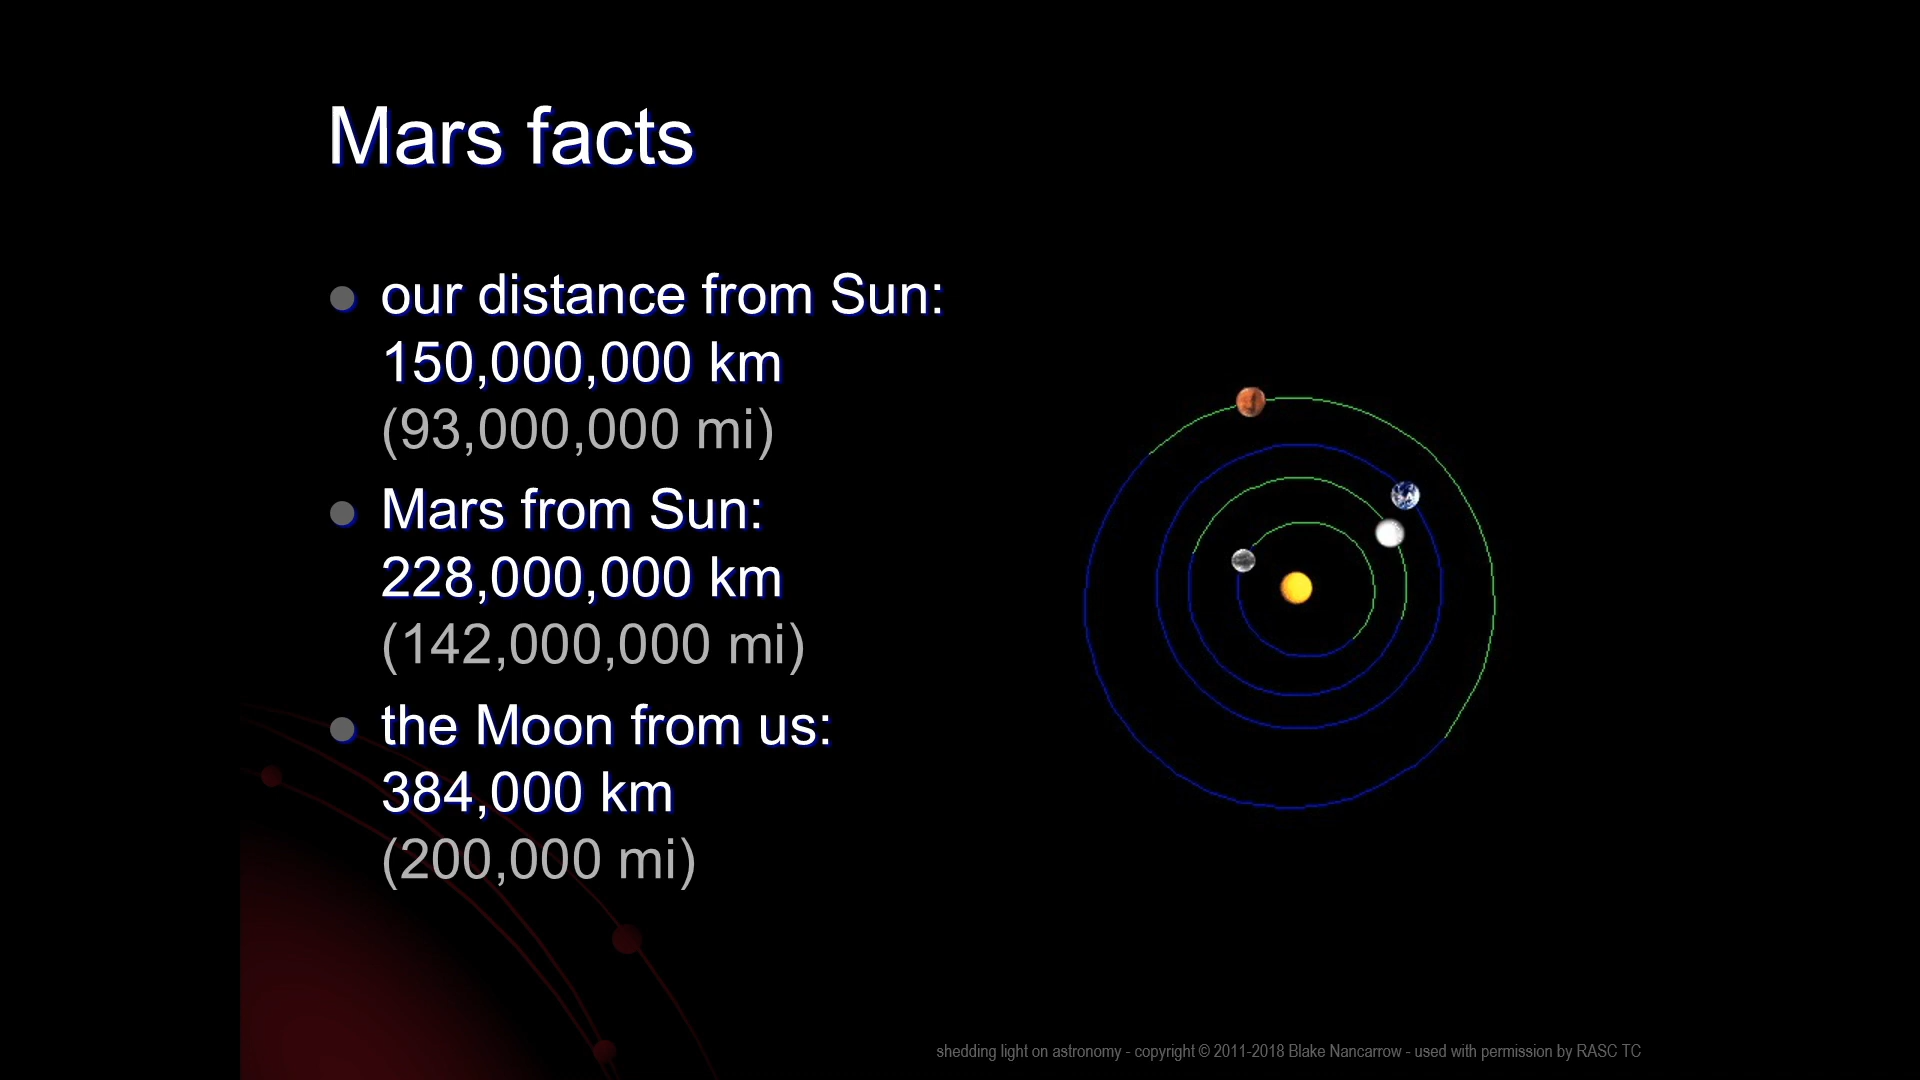 Mars facts
our distance from Sun:
150,000,000 km
(93,000,000 mi)
Mars from Sun:
228,000,000 km
(142,000,000 mi)
the Moon from us:
384,000 km
(200,000 mi)
shedding light on astronomy - copyright © 2011-2018 Blake Nancarrow - used with permission by RASC TC